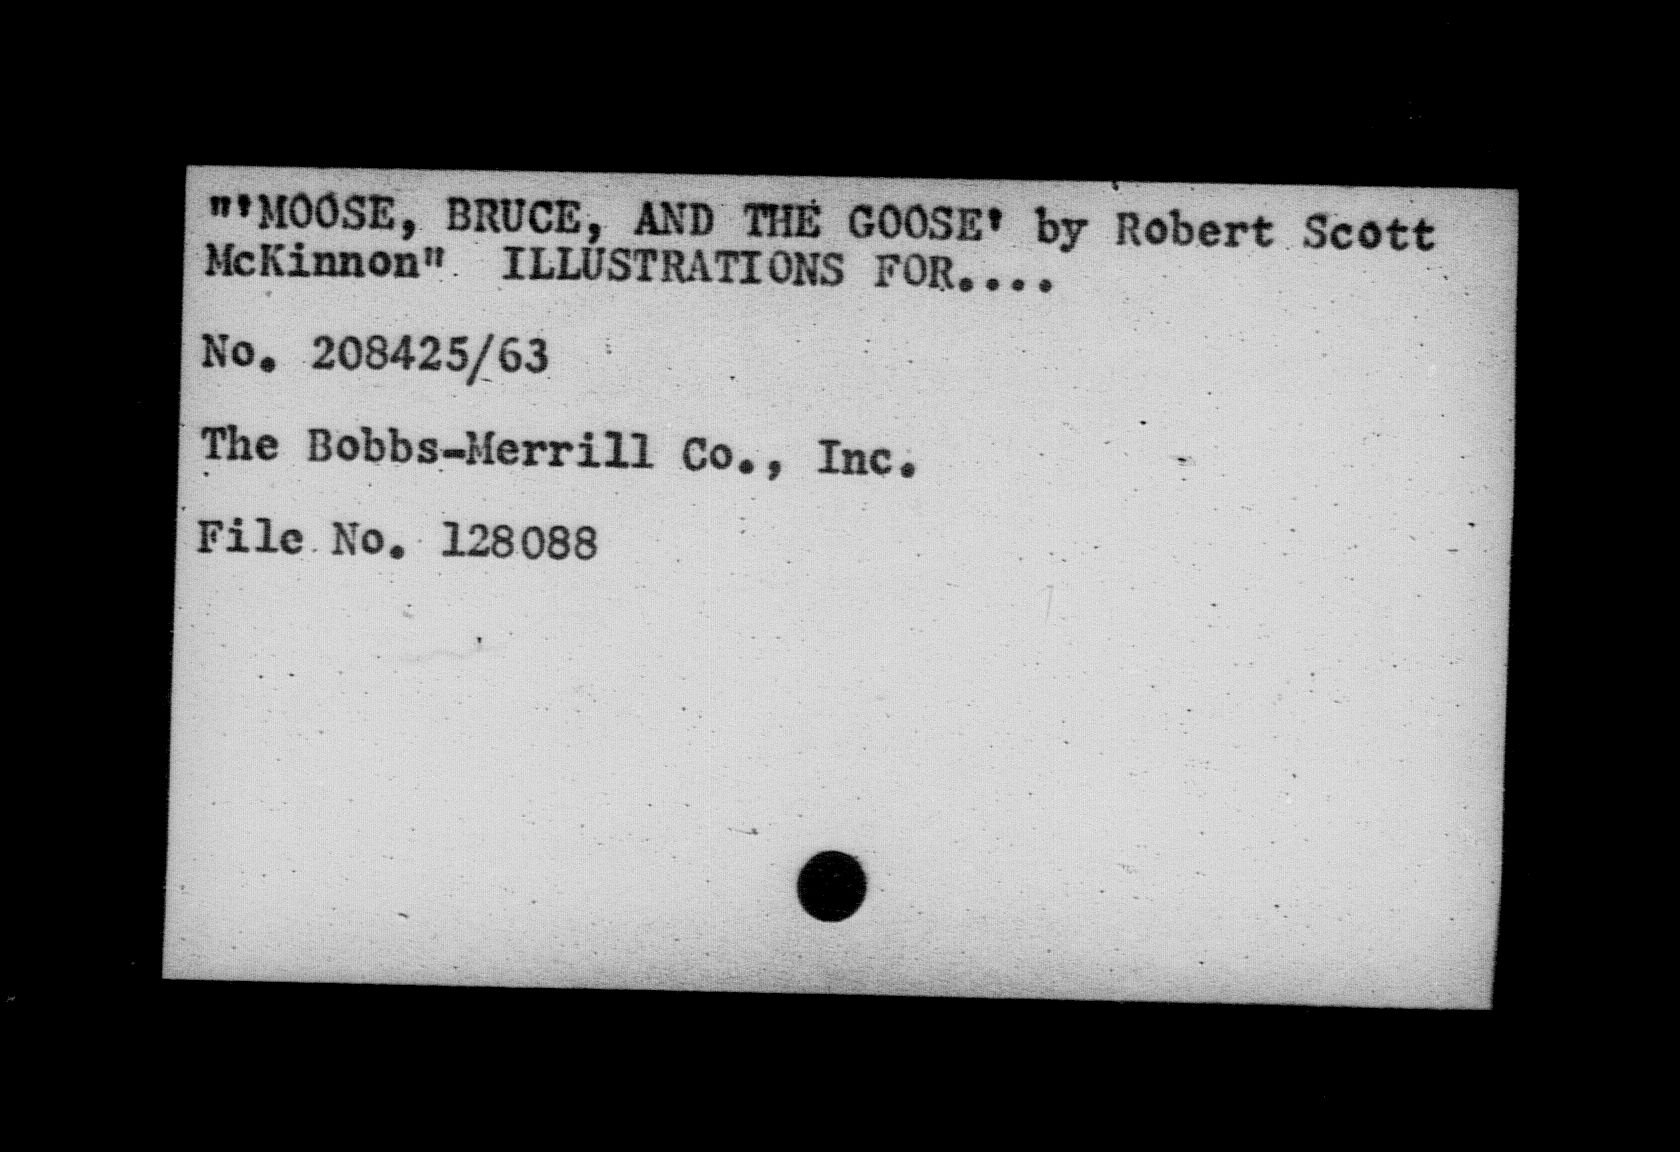 "'MOOSE, BRUCE, AND THE GOOSE' by Robert Scott
McKinnon" ILLUSTRATIONS FOR....
No. 208425/63
The Bobbs-Merrill Co., Inc.
File No. 128088